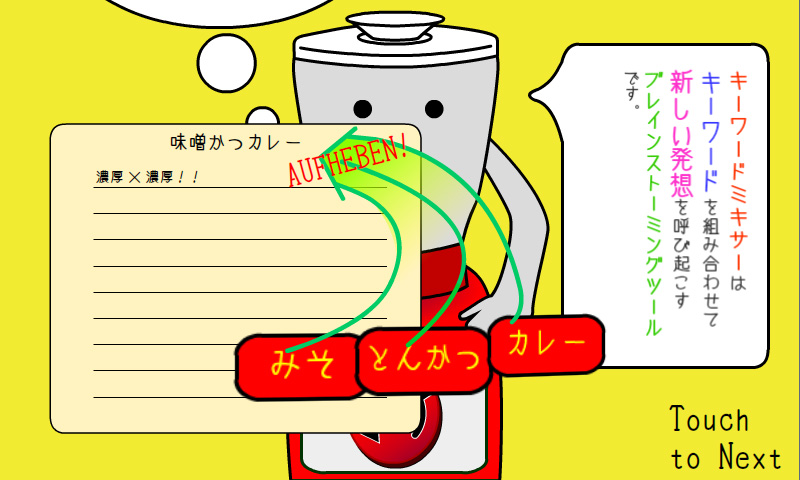 味噌かつカレー
濃厚×濃厚！！
AUFHEBEN!
みそ
とんかつ
カレー
キーワードミキサーは
キーワードを組み合わせて
新しい発想を呼び起こす
ブレインストーミングツール
です。
Touch
to Next